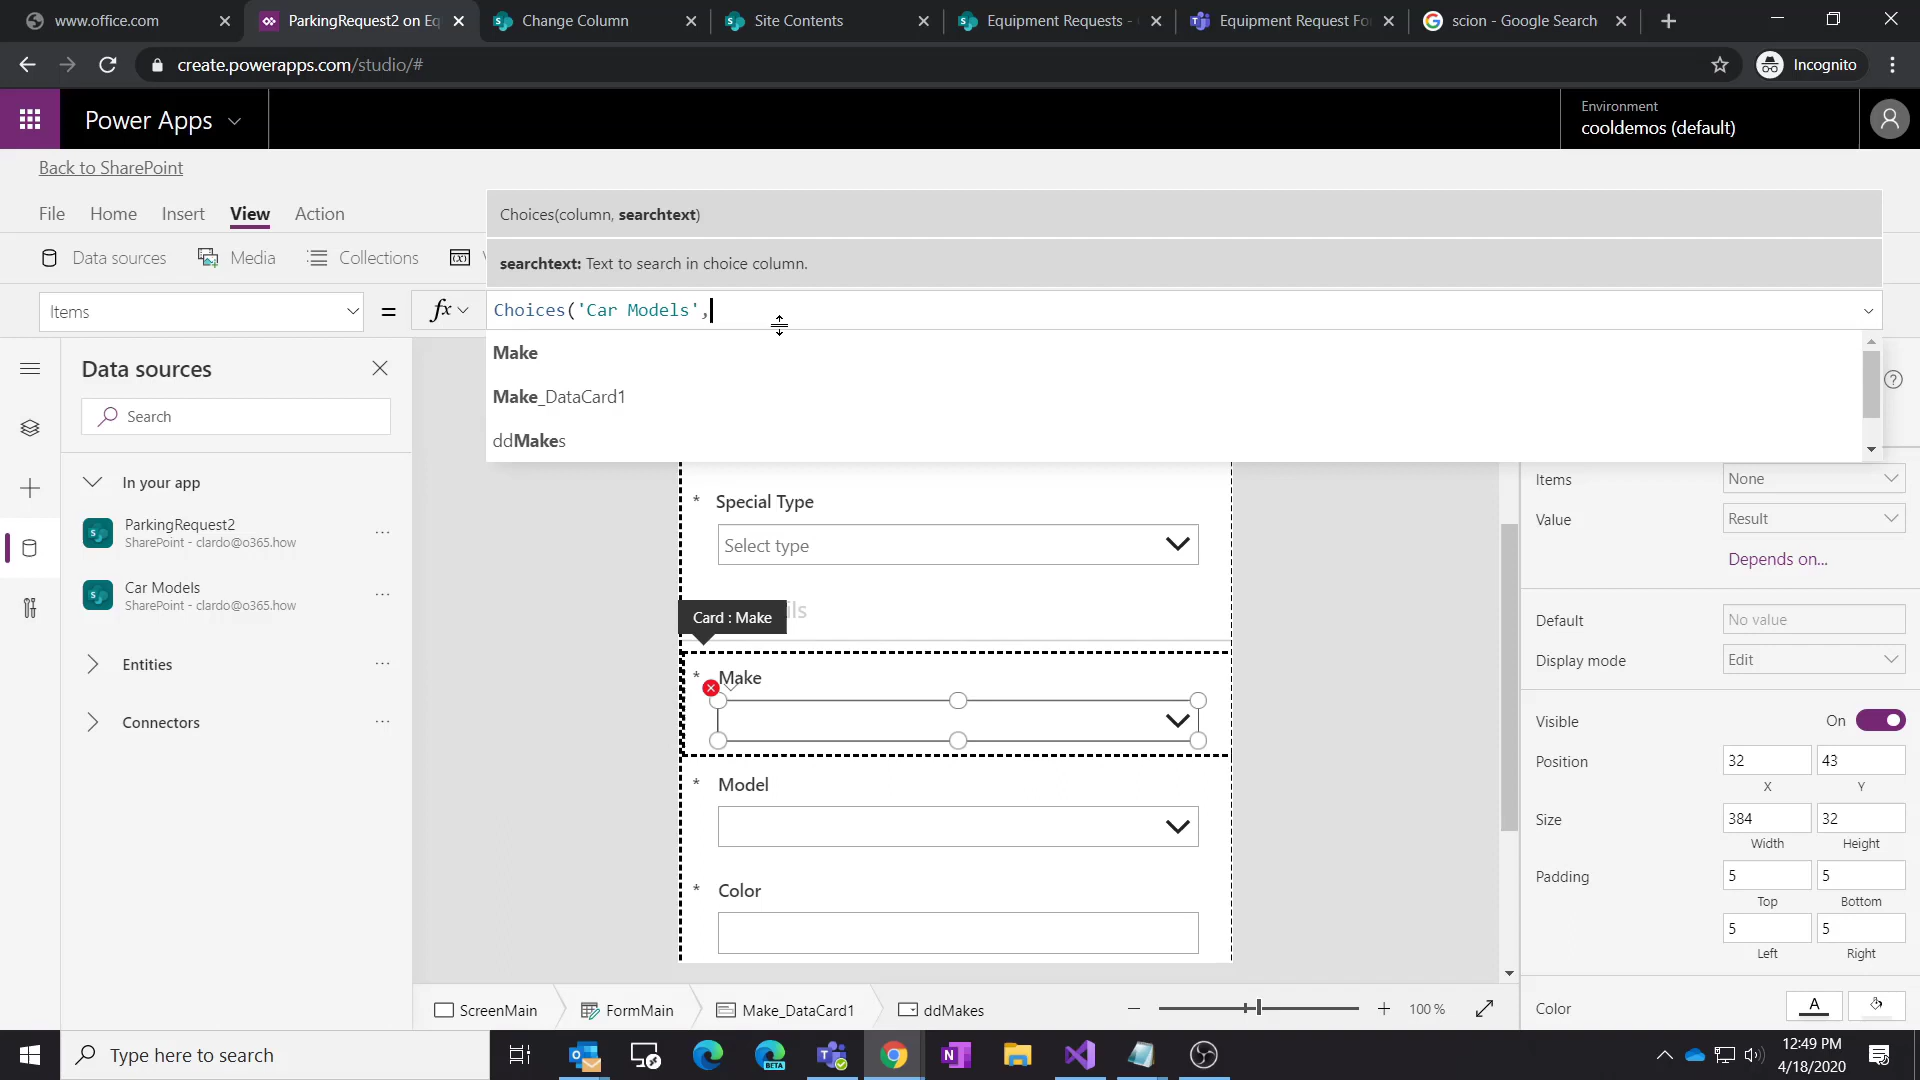 www.office.com
ParkingRequest2 on Eq
Change Column
Site Contents
Equipment Requests -
Equipment Request Fo
scion - Google Search
create.powerapps.com/studio/#
Incognito
Power Apps
Environment
cooldemos (default)
Back to SharePoint
File
Home
Insert
View
Action
Choices(column, searchtext)
Data sources
Media
Collections
searchtext: Text to search in choice column.
Items
=
fx
Choices('Car Models',
Make
Make_DataCard1
ddMakes
Data sources
Search
In your app
ParkingRequest2
SharePoint - clardo@o365.how
Car Models
SharePoint - clardo@o365.how
Entities
Connectors
* Special Type
Select type
Card : Make
ils
* Make
* Model
* Color
Items
None
Value
Result
Depends on...
Default
No value
Display mode
Edit
Visible
On
Position
32
43
X
Y
Size
384
32
Width
Height
Padding
5
5
Top
Bottom
5
5
Left
Right
Color
A
ScreenMain
FormMain
Make_DataCard1
ddMakes
100 %
Type here to search
BETA
12:49 PM
4/18/2020